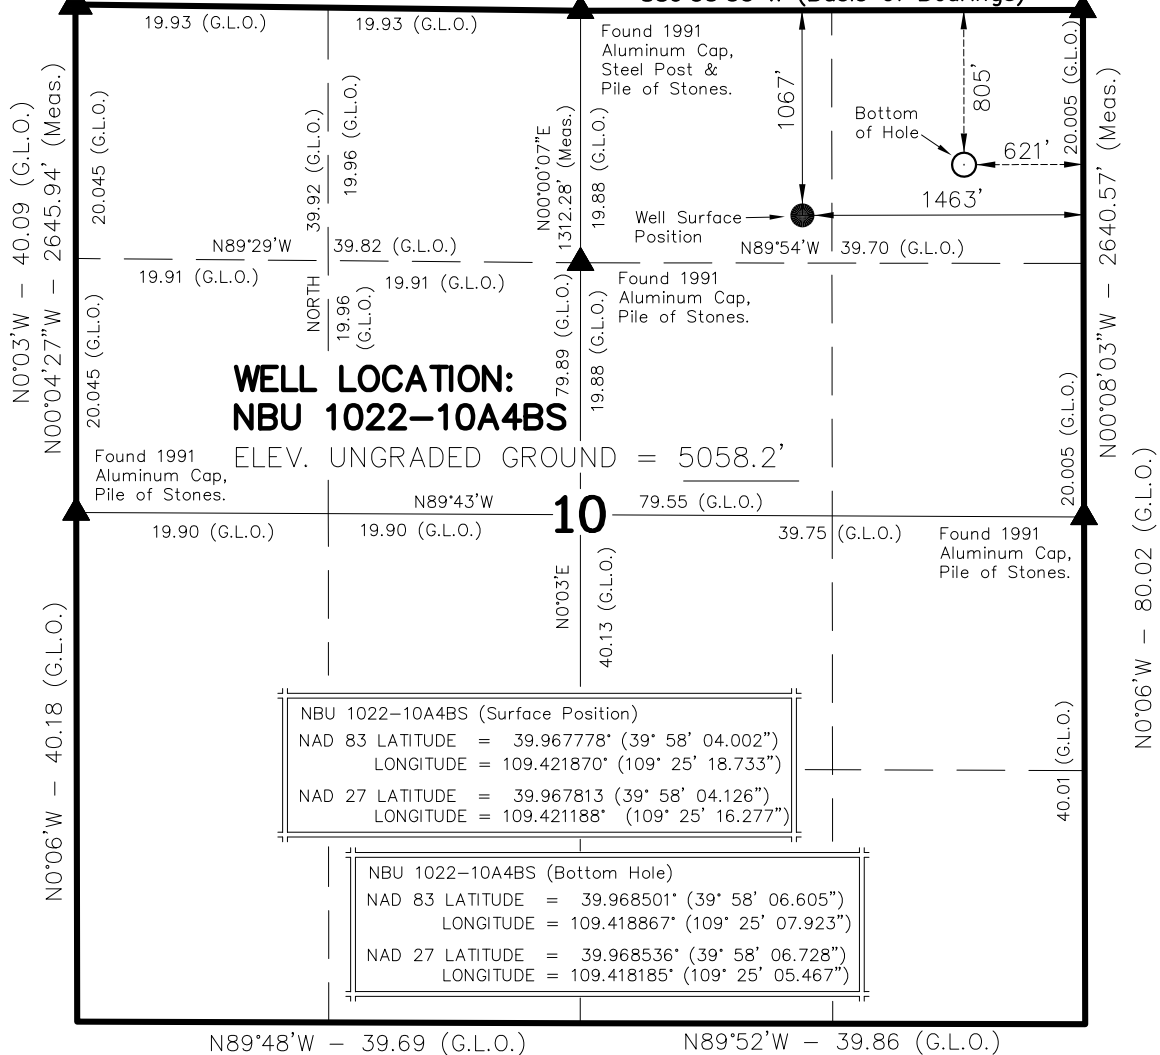 19.93 (G.L.O.)
19.93 (G.L.O.)
Found 1991
Aluminum Cap,
Steel Post &
Pile of Stones.
1067'
805'
20.005 (G.L.O.)
Bottom
of Hole
621'
1463'
Well Surface
Position
N0°03'W – 40.09 (G.L.O.)
N00°04'27"W – 2645.94' (Meas.)
20.045 (G.L.O.)
39.92 (G.L.O.)
19.96 (G.L.O.)
N00°00'07"E
1312.28' (Meas.)
19.88 (G.L.O.)
N00°08'03"W – 2640.57' (Meas.)
N89°29'W 39.82 (G.L.O.)
N89°54'W 39.70 (G.L.O.)
19.91 (G.L.O.)
19.91 (G.L.O.)
Found 1991
Aluminum Cap,
Pile of Stones.
20.045 (G.L.O.)
NORTH
19.96
(G.L.O.)
79.89 (G.L.O.)
19.88 (G.L.O.)
WELL LOCATION:
NBU 1022–10A4BS
ELEV. UNGRADED GROUND = 5058.2'
20.005 (G.L.O.)
Found 1991
Aluminum Cap,
Pile of Stones.
N89°43'W
10
79.55 (G.L.O.)
19.90 (G.L.O.)
19.90 (G.L.O.)
39.75 (G.L.O.)
Found 1991
Aluminum Cap,
Pile of Stones.
N0°06'W – 80.02 (G.L.O.)
N0°03'E
40.13 (G.L.O.)
N0°06'W – 40.18 (G.L.O.)
40.01 (G.L.O.)
NBU 1022–10A4BS (Surface Position)
NAD 83 LATITUDE = 39.967778° (39° 58' 04.002")
LONGITUDE = 109.421870° (109° 25' 18.733")
NAD 27 LATITUDE = 39.967813 (39° 58' 04.126")
LONGITUDE = 109.421188° (109° 25' 16.277")
NBU 1022–10A4BS (Bottom Hole)
NAD 83 LATITUDE = 39.968501° (39° 58' 06.605")
LONGITUDE = 109.418867° (109° 25' 07.923")
NAD 27 LATITUDE = 39.968536° (39° 58' 06.728")
LONGITUDE = 109.418185° (109° 25' 05.467")
N89°48'W – 39.69 (G.L.O.)
N89°52'W – 39.86 (G.L.O.)